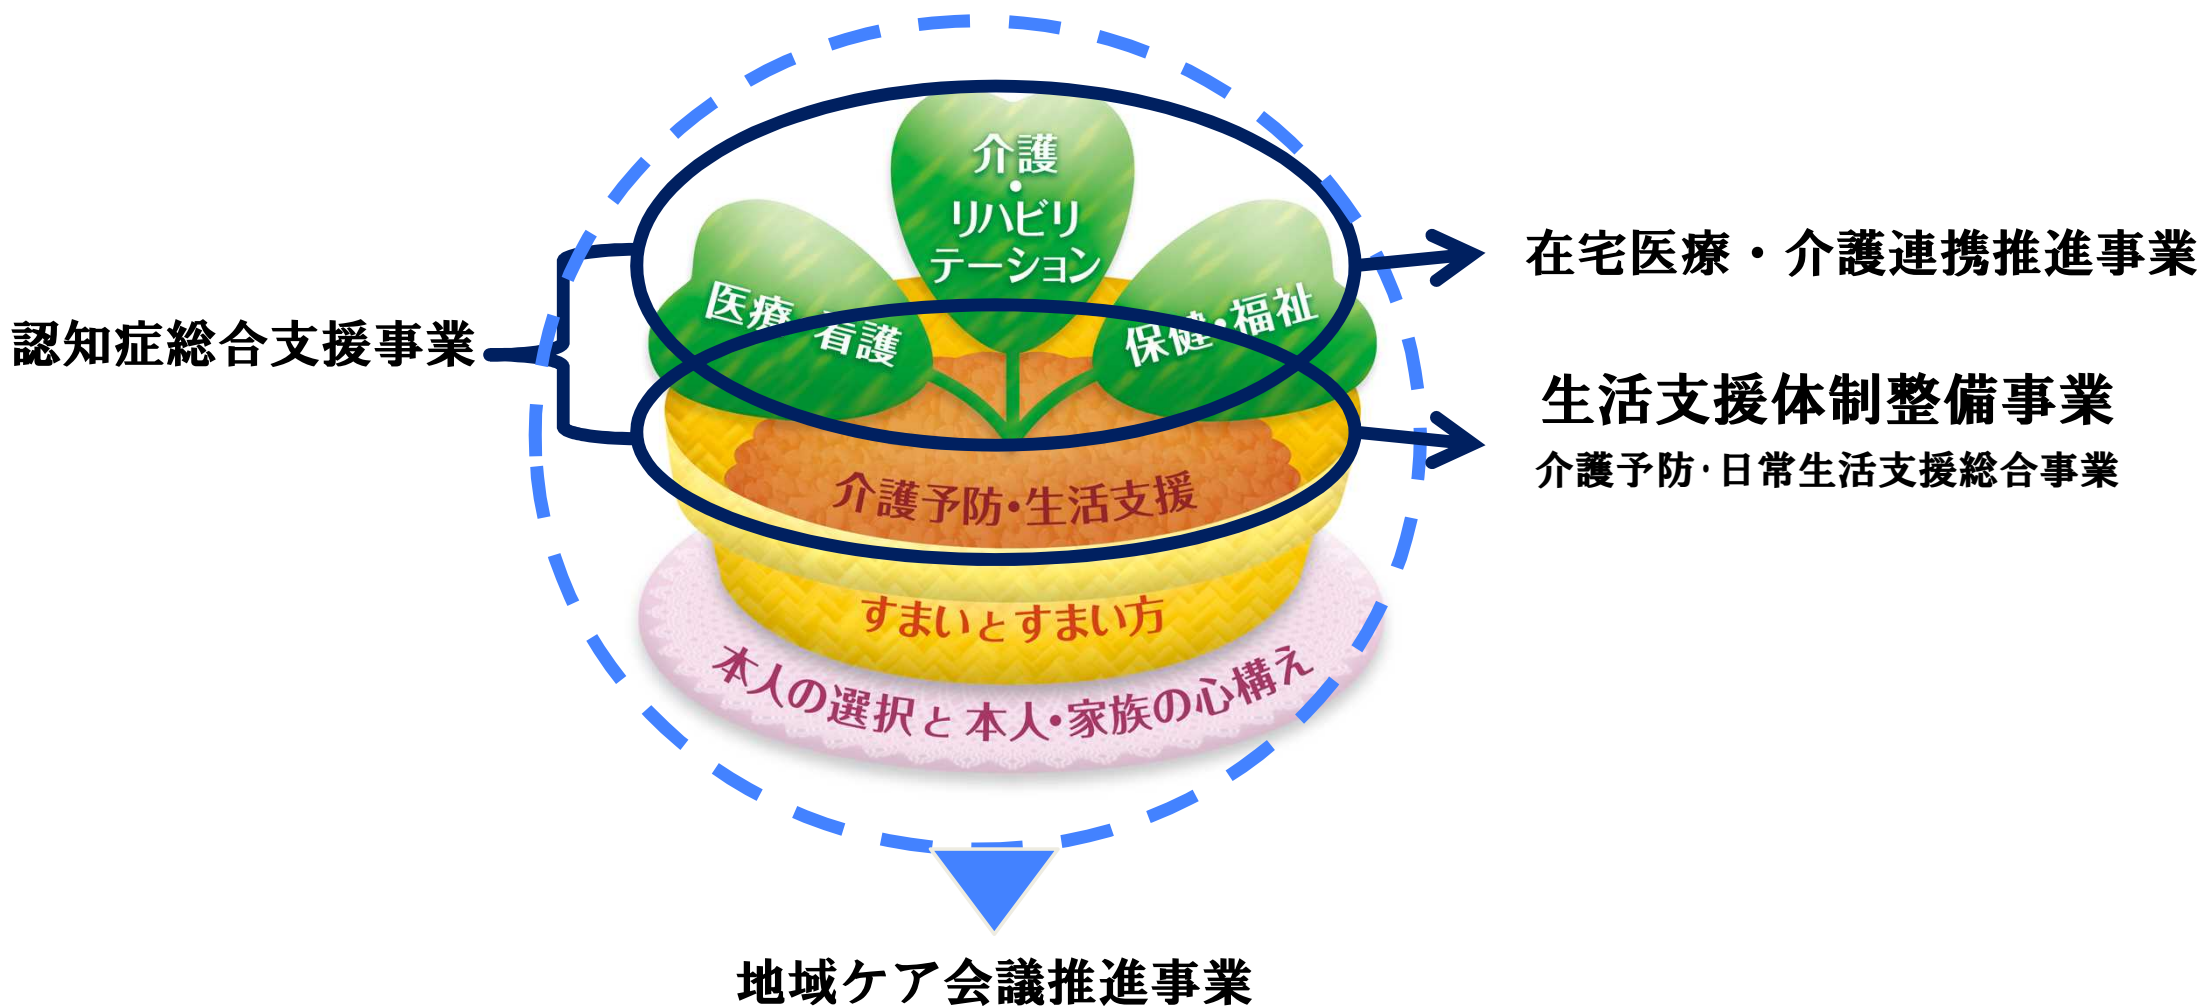 介護
・
リハビリ
テーション
医療・看護
保健・福祉
在宅医療・介護連携推進事業
認知症総合支援事業
生活支援体制整備事業
介護予防・日常生活支援総合事業
介護予防・生活支援
すまいとすまい方
本人の選択と本人・家族の心構え
地域ケア会議推進事業